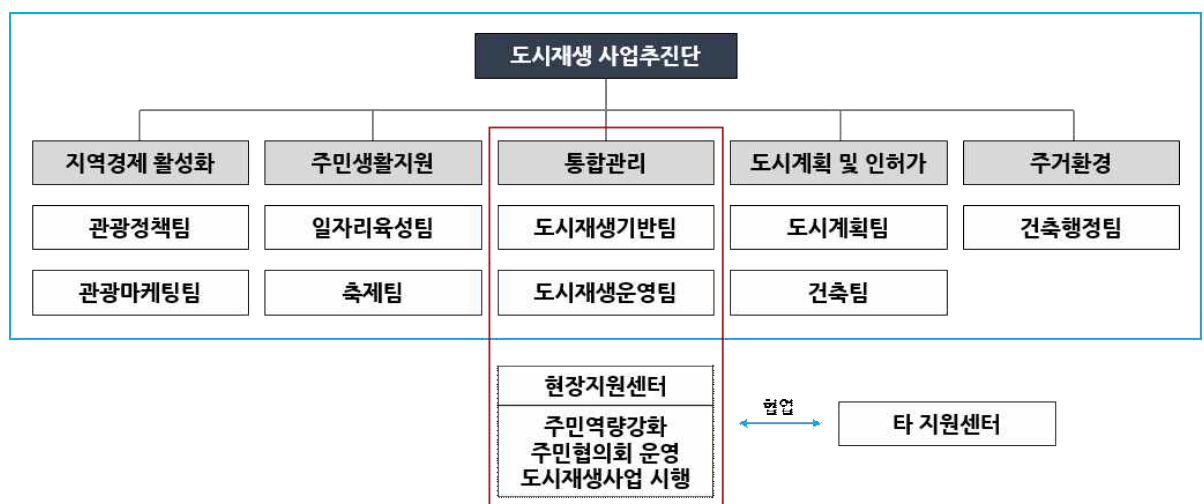 도시재생 사업추진단
지역경제 활성화
주민생활지원
통합관리
도시계획 및 인허가
주거환경
관광정책팀
일자리육성팀
도시재생기반팀
도시계획팀
건축행정팀
관광마케팅팀
축제팀
도시재생운영팀
건축팀
현장지원센터
주민역량강화
주민협의회 운영
도시재생사업 시행
협업
타 지원센터